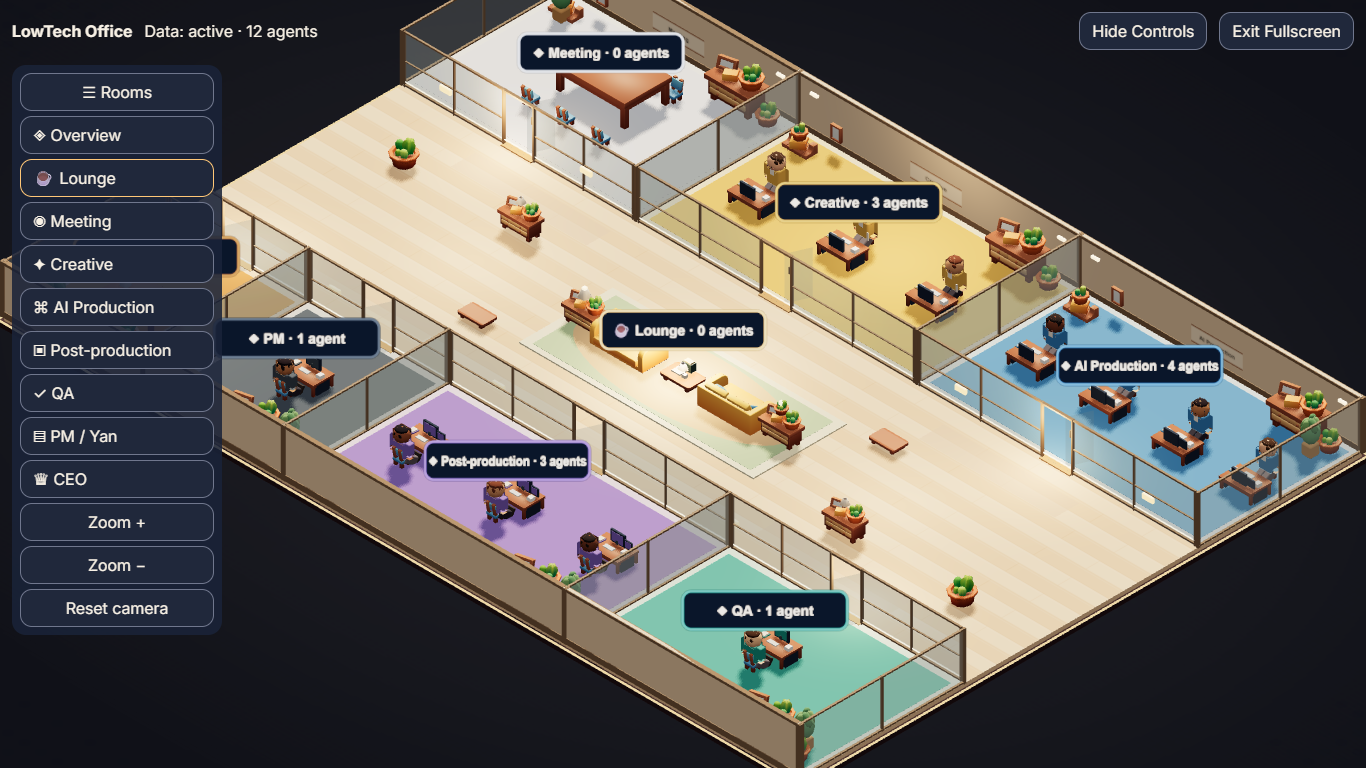 LowTech Office Data: active · 12 agents
Hide Controls
Exit Fullscreen
☰ Rooms
◈ Overview
Lounge
◉ Meeting
✦ Creative
⌘ AI Production
▣ Post-production
✓ QA
▤ PM / Yan
♛ CEO
Zoom +
Zoom −
Reset camera
◆ Meeting · 0 agents
◆ Creative · 3 agents
Lounge · 0 agents
◆ PM · 1 agent
◆ AI Production · 4 agents
◆ Post-production · 3 agents
◆ QA · 1 agent